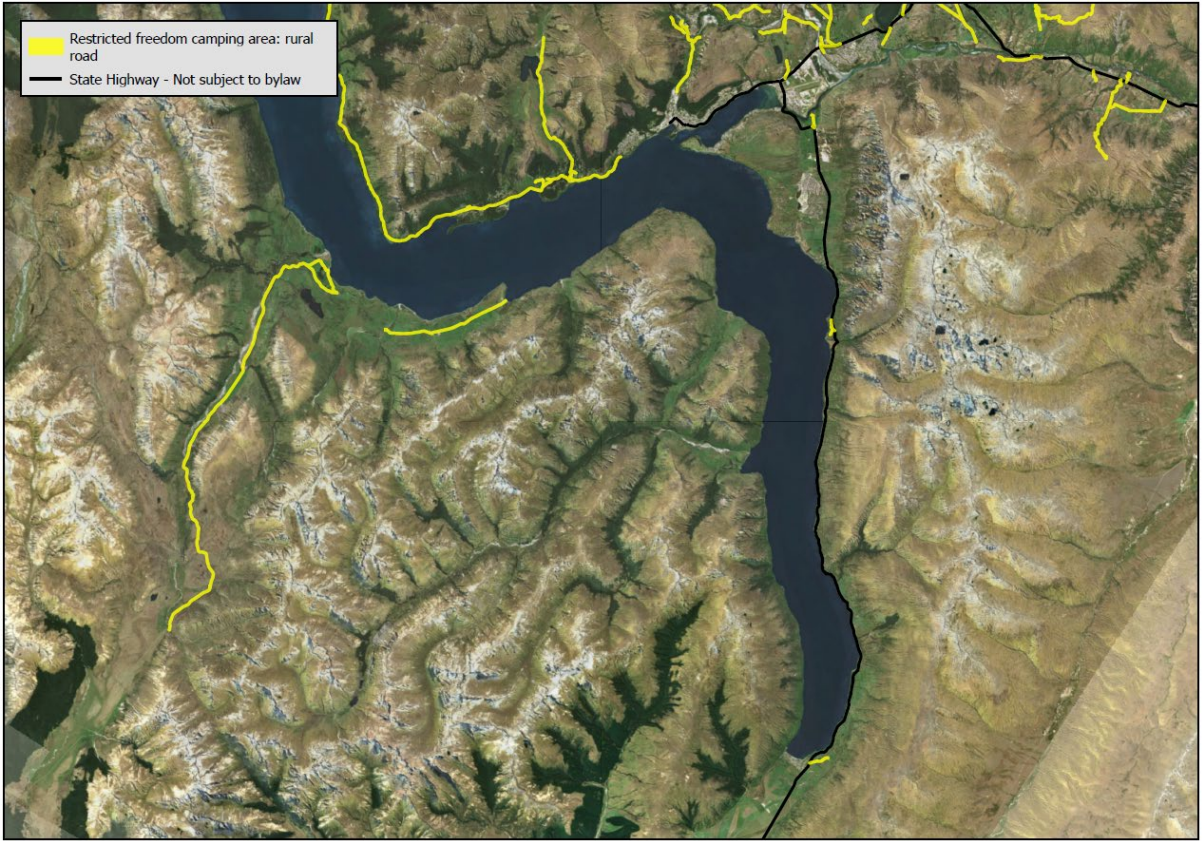 Restricted freedom camping area: rural
road
State Highway - Not subject to bylaw